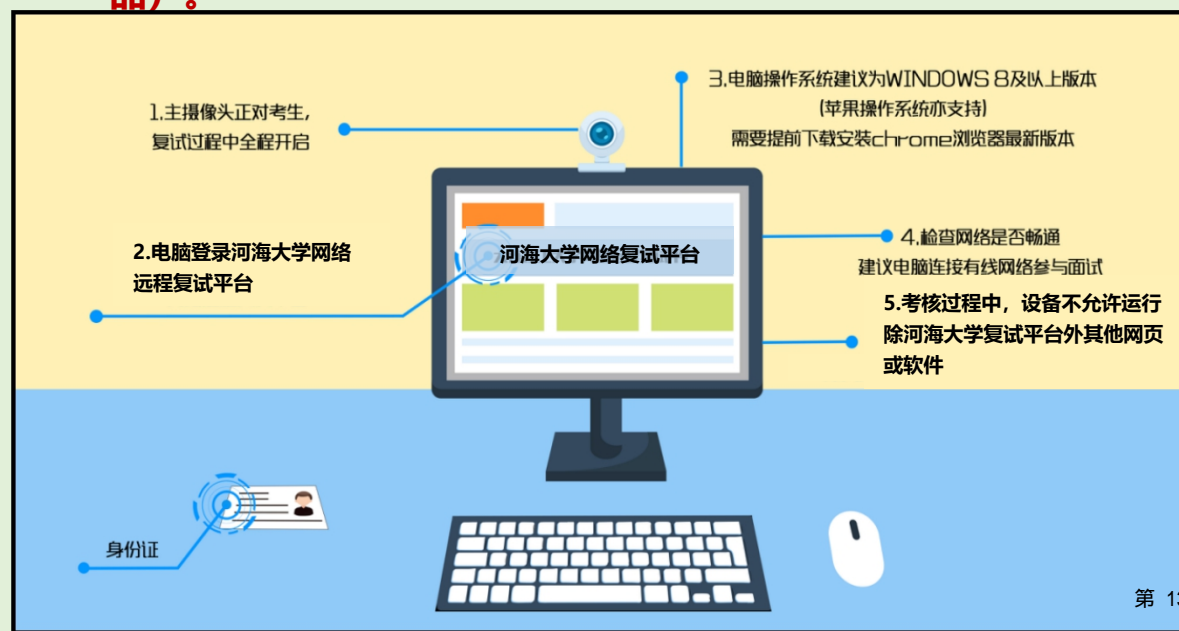 品）。
1.主摄像头正对考生,
复试过程中全程开启
3.电脑操作系统建议为WINDOWS 8及以上版本
(苹果操作系统亦支持)
需要提前下载安装chrome浏览器最新版本
2.电脑登录河海大学网络
远程复试平台
河海大学网络复试平台
4.检查网络是否畅通
建议电脑连接有线网络参与面试
5.考核过程中，设备不允许运行
除河海大学复试平台外其他网页
或软件
身份证
第 13